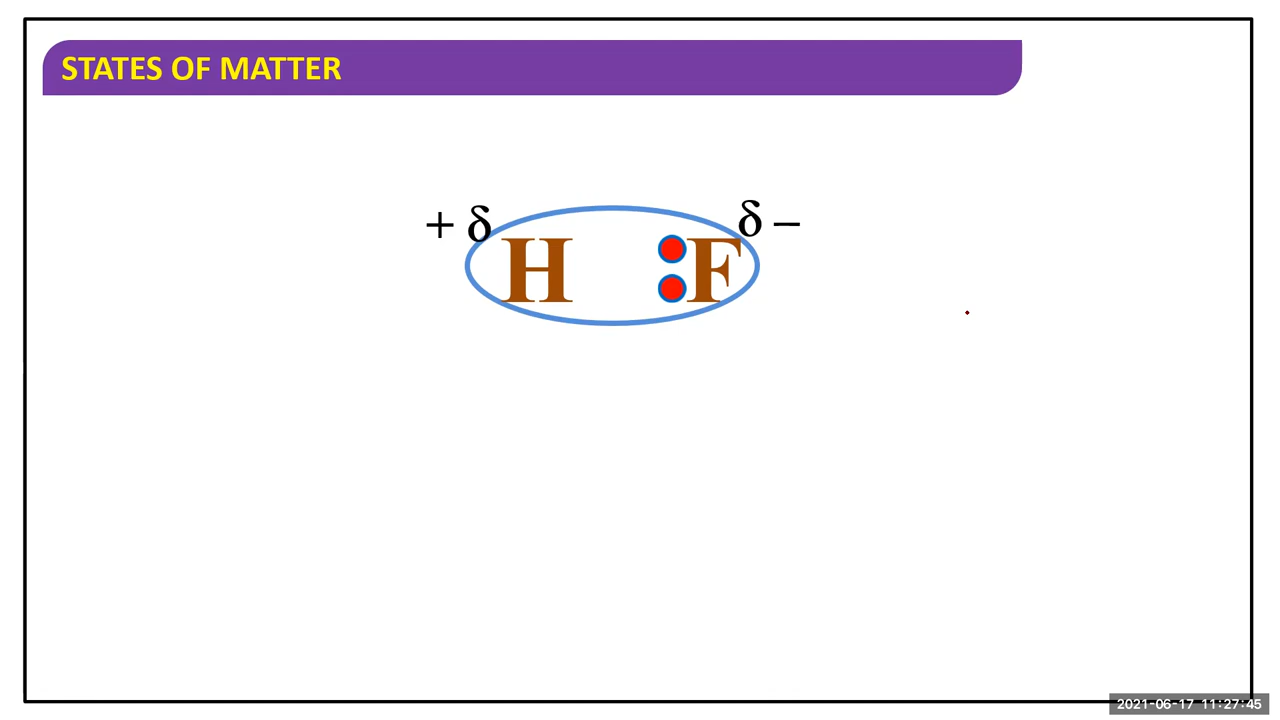 STATES OF MATTER
+ δ δ –
H F
2021-06-17 11:27:45